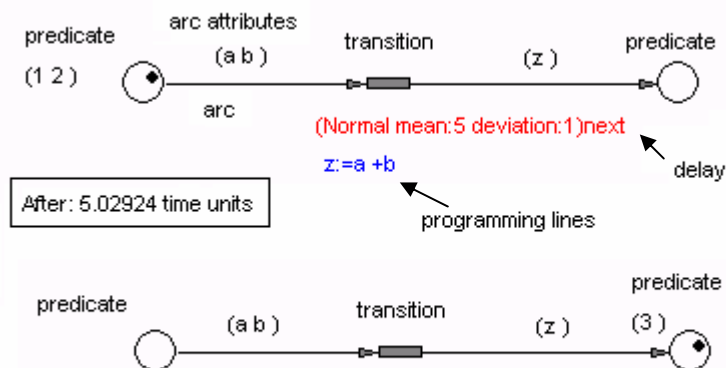 arc attributes
predicate
(a b )
transition
(z )
predicate
(1 2 )
arc
(Normal mean:5 deviation:1)next
z:=a +b
delay
After: 5.02924 time units
programming lines
predicate
predicate
(a b )
transition
(z )
(3 )